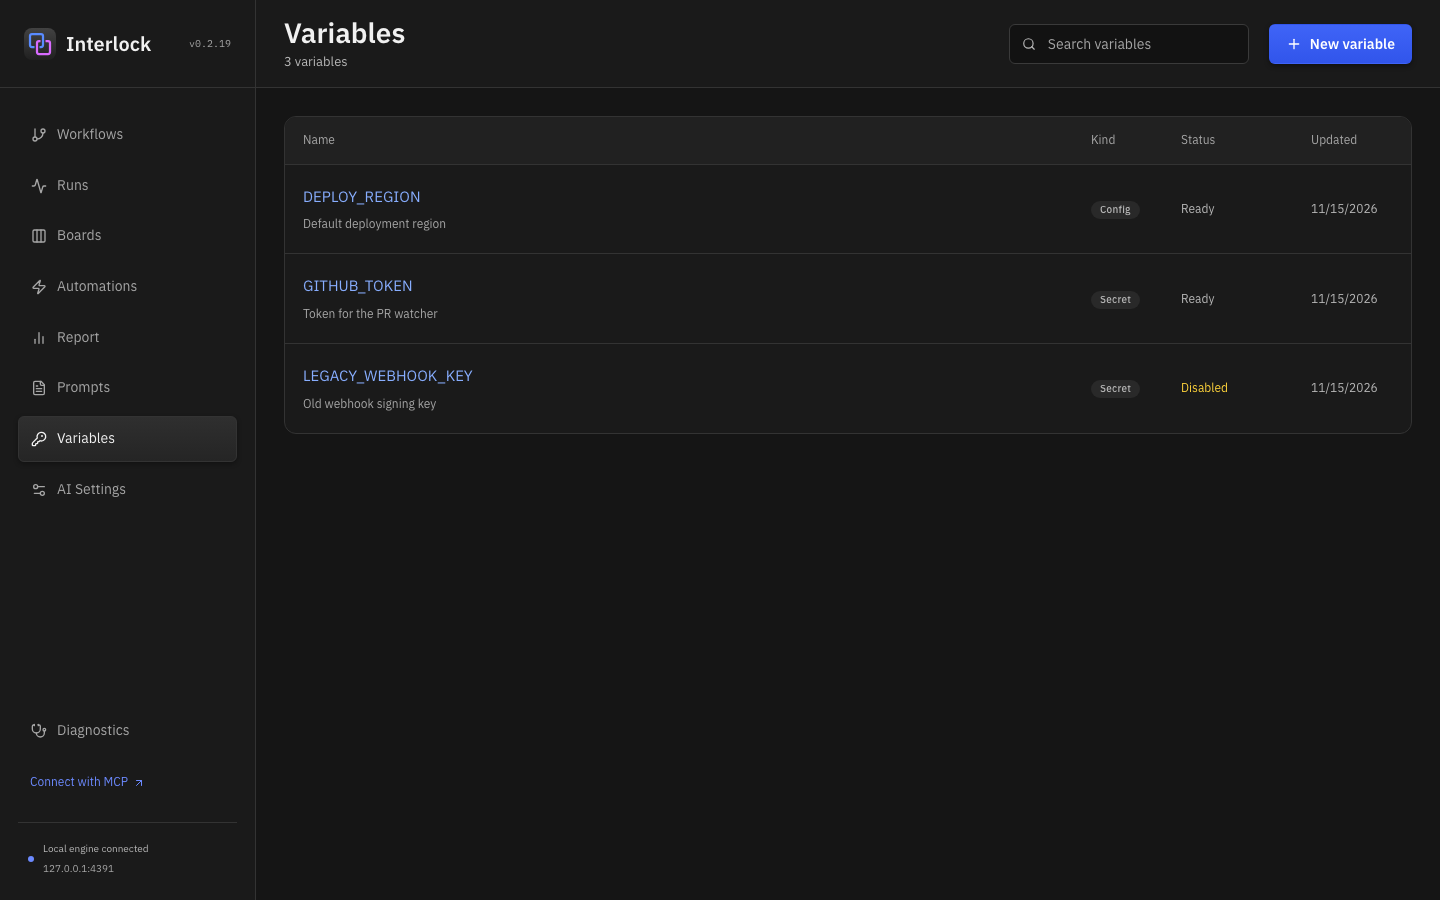 Interlock
v0.2.19
Workflows
Runs
Boards
Automations
Report
Prompts
Variables
AI Settings
Diagnostics
Connect with MCP
Local engine connected
127.0.0.1:4391
Variables
3 variables
Search variables
New variable
Name Kind Status Updated
DEPLOY_REGION
Default deployment region
Config Ready 11/15/2026
GITHUB_TOKEN
Token for the PR watcher
Secret Ready 11/15/2026
LEGACY_WEBHOOK_KEY
Old webhook signing key
Secret Disabled 11/15/2026